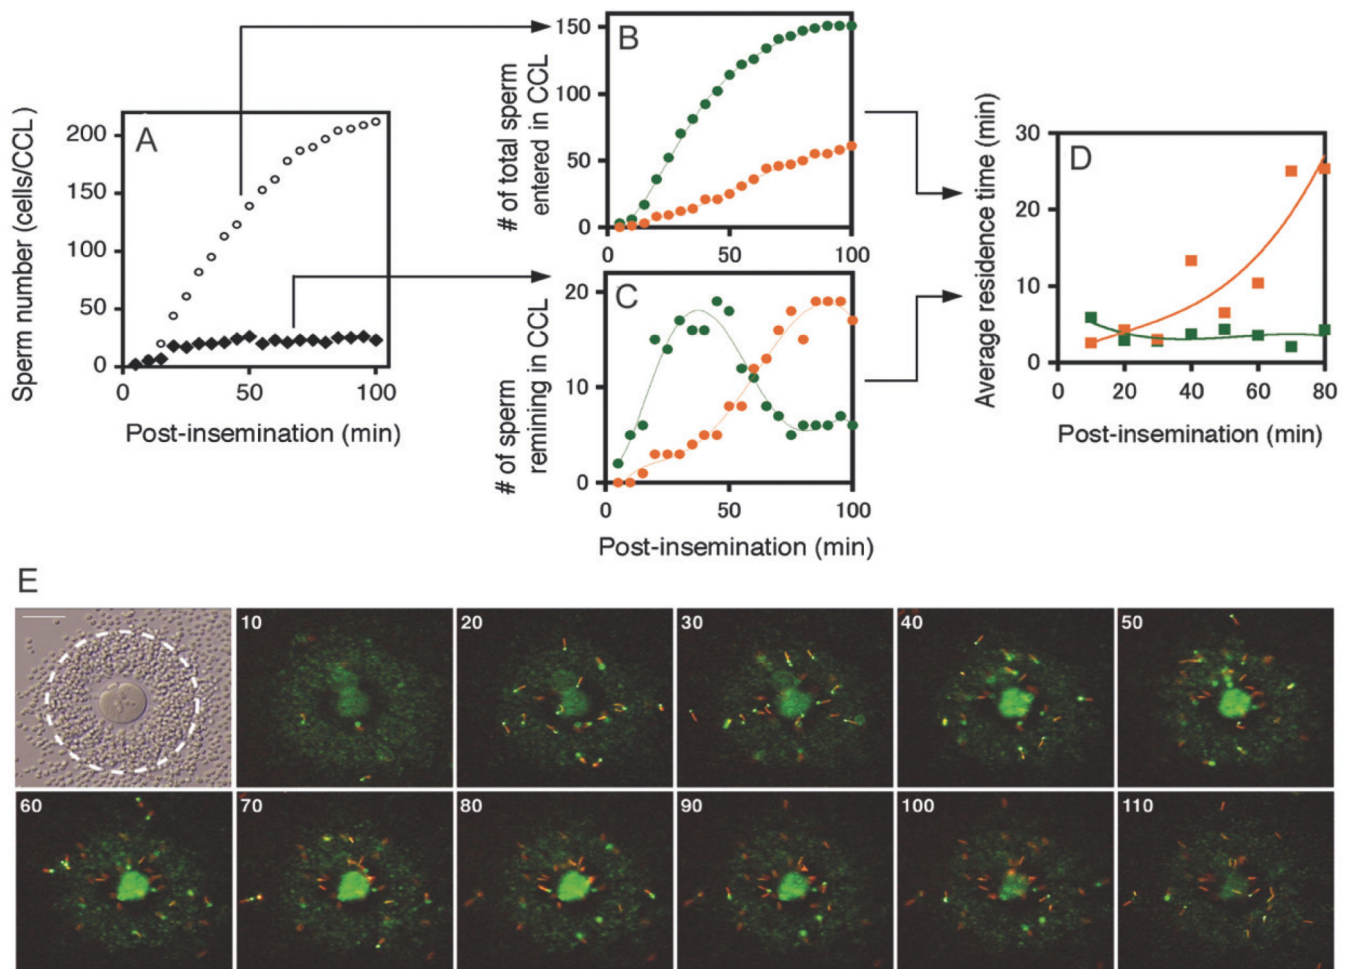 A
Sperm number (cells/CCL)
200
150
100
50
0
0 50 100
Post-insemination (min)
B
# of total sperm
entered in CCL
150
100
50
0
0 50 100
C
# of sperm
remining in CCL
20
10
0
0 50 100
Post-insemination (min)
D
Average residence time (min)
30
20
10
0
0 20 40 60 80
Post-insemination (min)
E
10 20 30 40 50
60 70 80 90 100 110